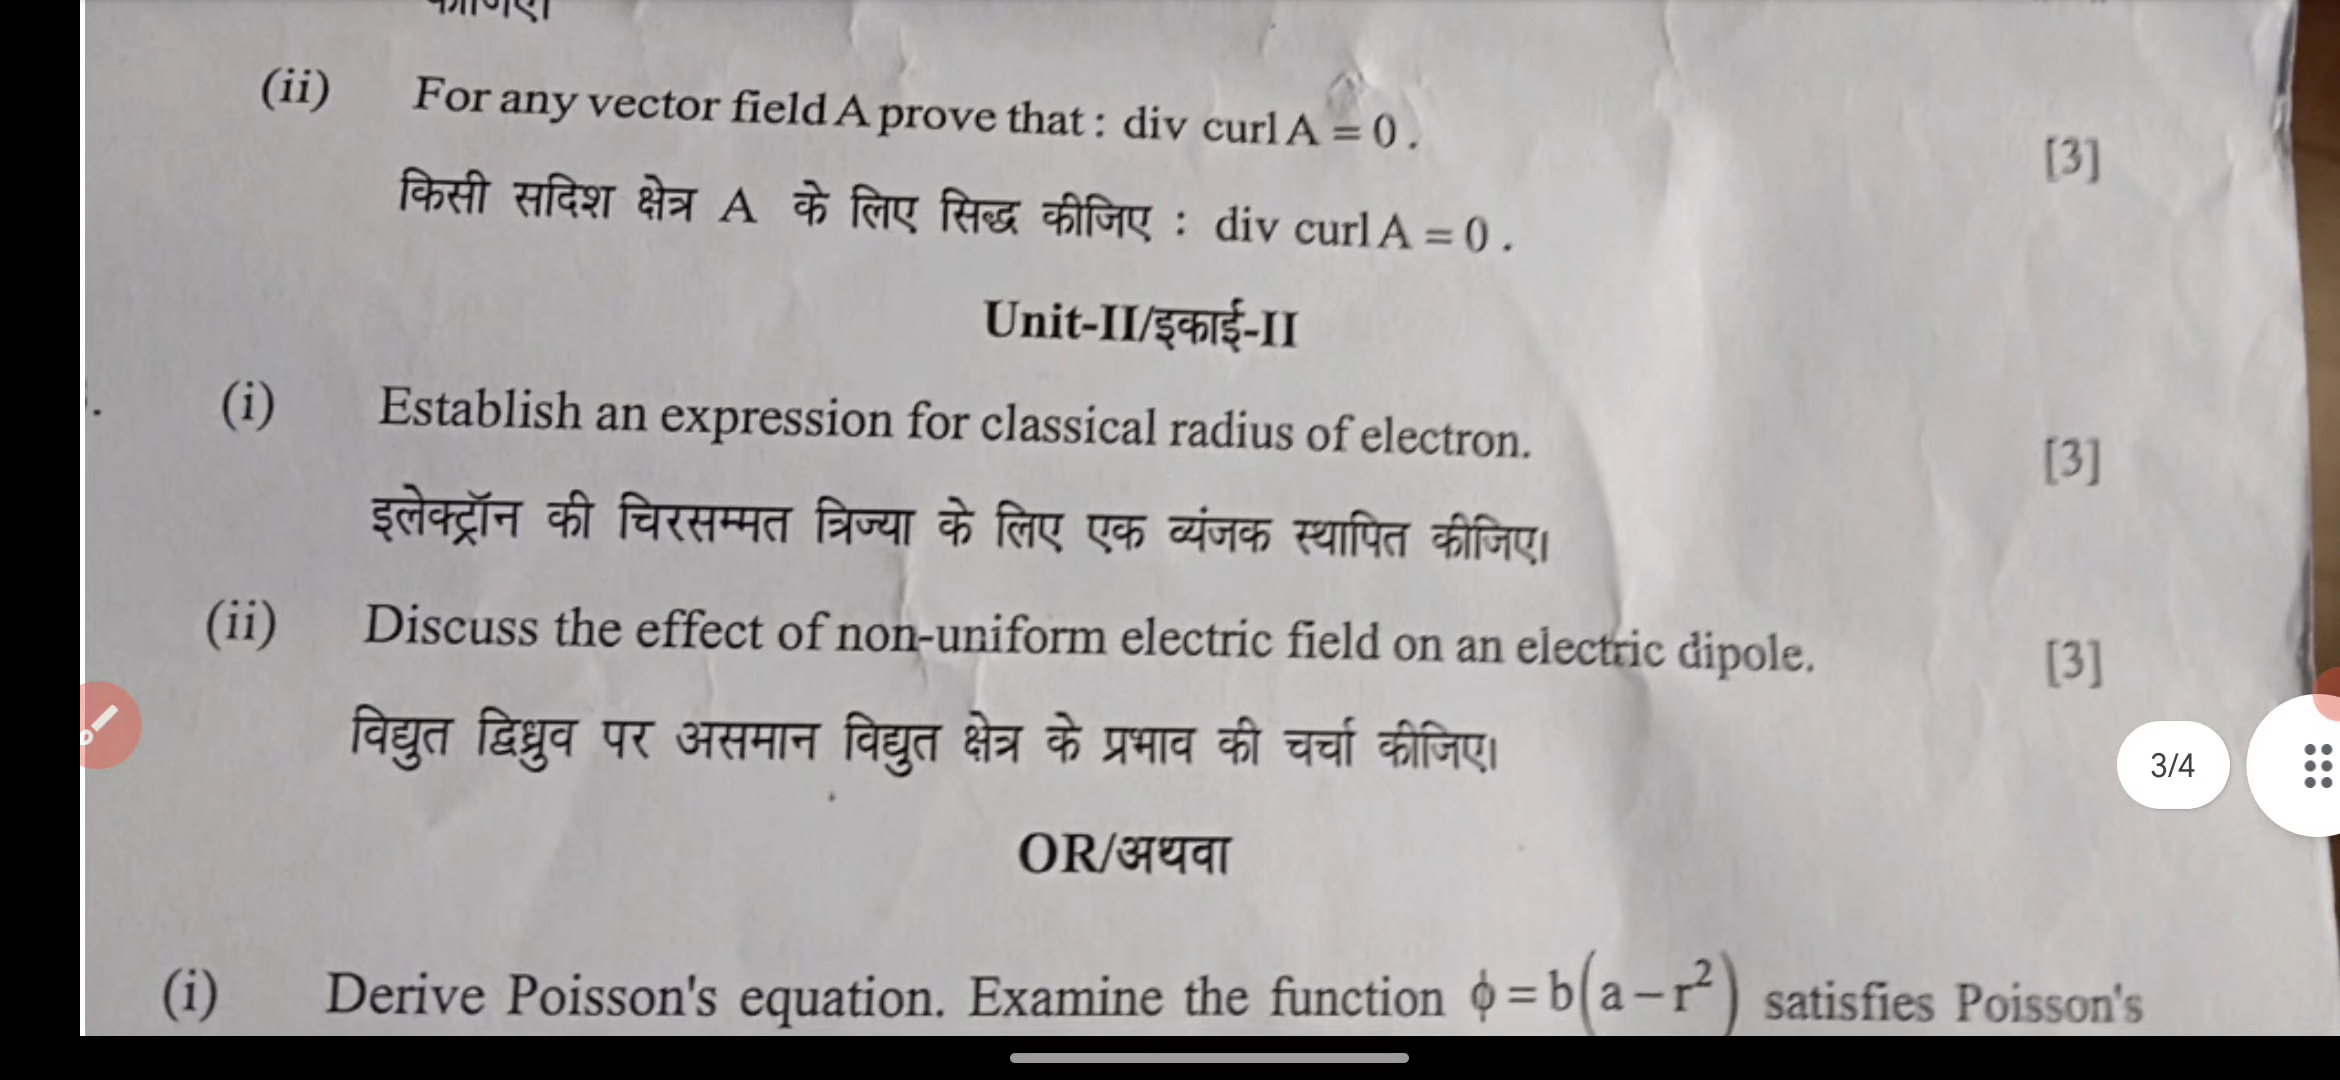 (ii) For any vector field A prove that : div curl A = 0 . [3]
किसी सदिश क्षेत्र A के लिए सिद्ध कीजिए : div curl A = 0 .
Unit-II/इकाई-II
(i) Establish an expression for classical radius of electron. [3]
इलेक्ट्रॉन की चिरसम्मत त्रिज्या के लिए एक व्यंजक स्थापित कीजिए।
(ii) Discuss the effect of non-uniform electric field on an electric dipole. [3]
विद्युत द्विध्रुव पर असमान विद्युत क्षेत्र के प्रभाव की चर्चा कीजिए।
3/4
OR/अथवा
(i) Derive Poisson's equation. Examine the function ϕ = b(a − r²) satisfies Poisson's